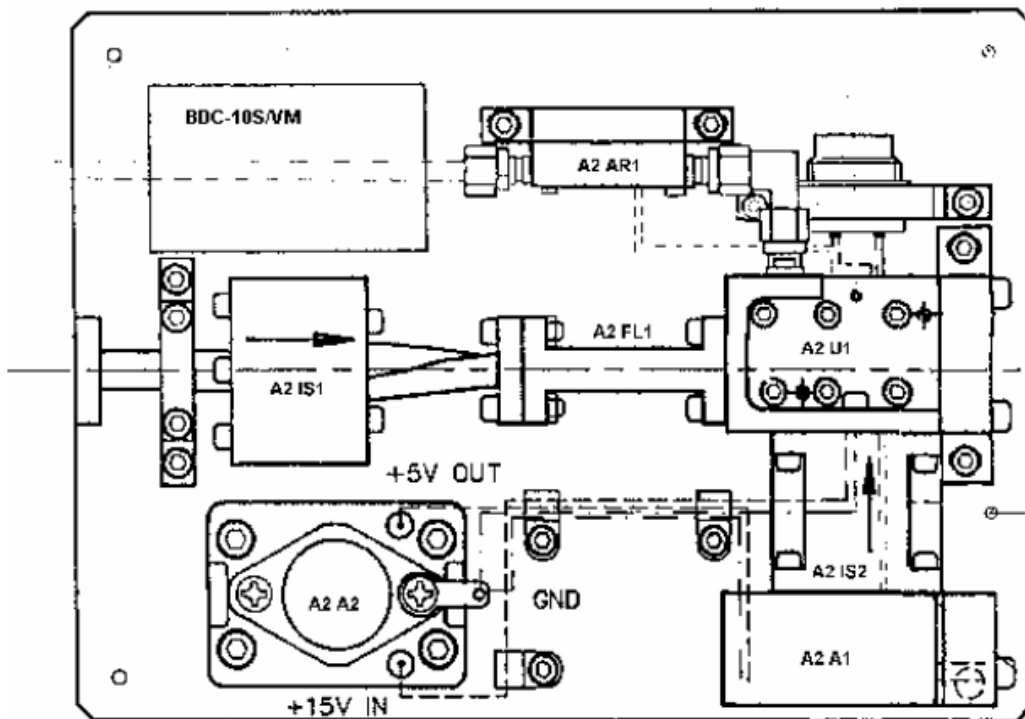 BDC-10S/VM
A2 AR1
A2 FL1
A2 U1
A2 IS1
+5V OUT
A2 IS2
A2 A2
GND
A2 A1
+15V IN